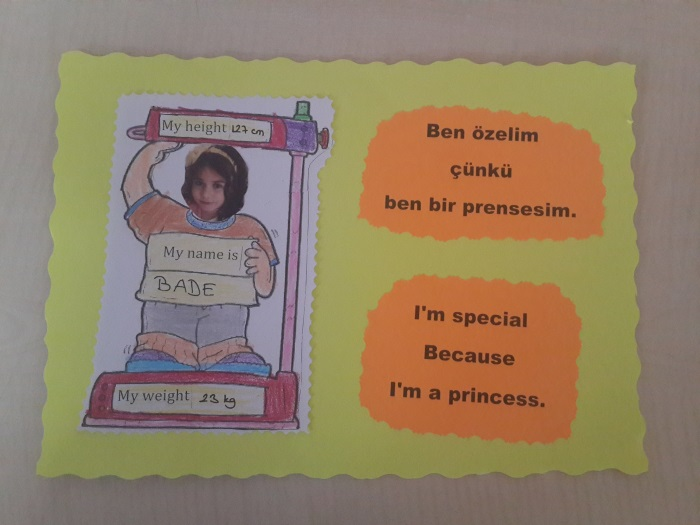 My height 127 cm
My name is
BADE
My weight 23 kg
Ben özelim
çünkü
ben bir prensesim.
I'm special
Because
I'm a princess.